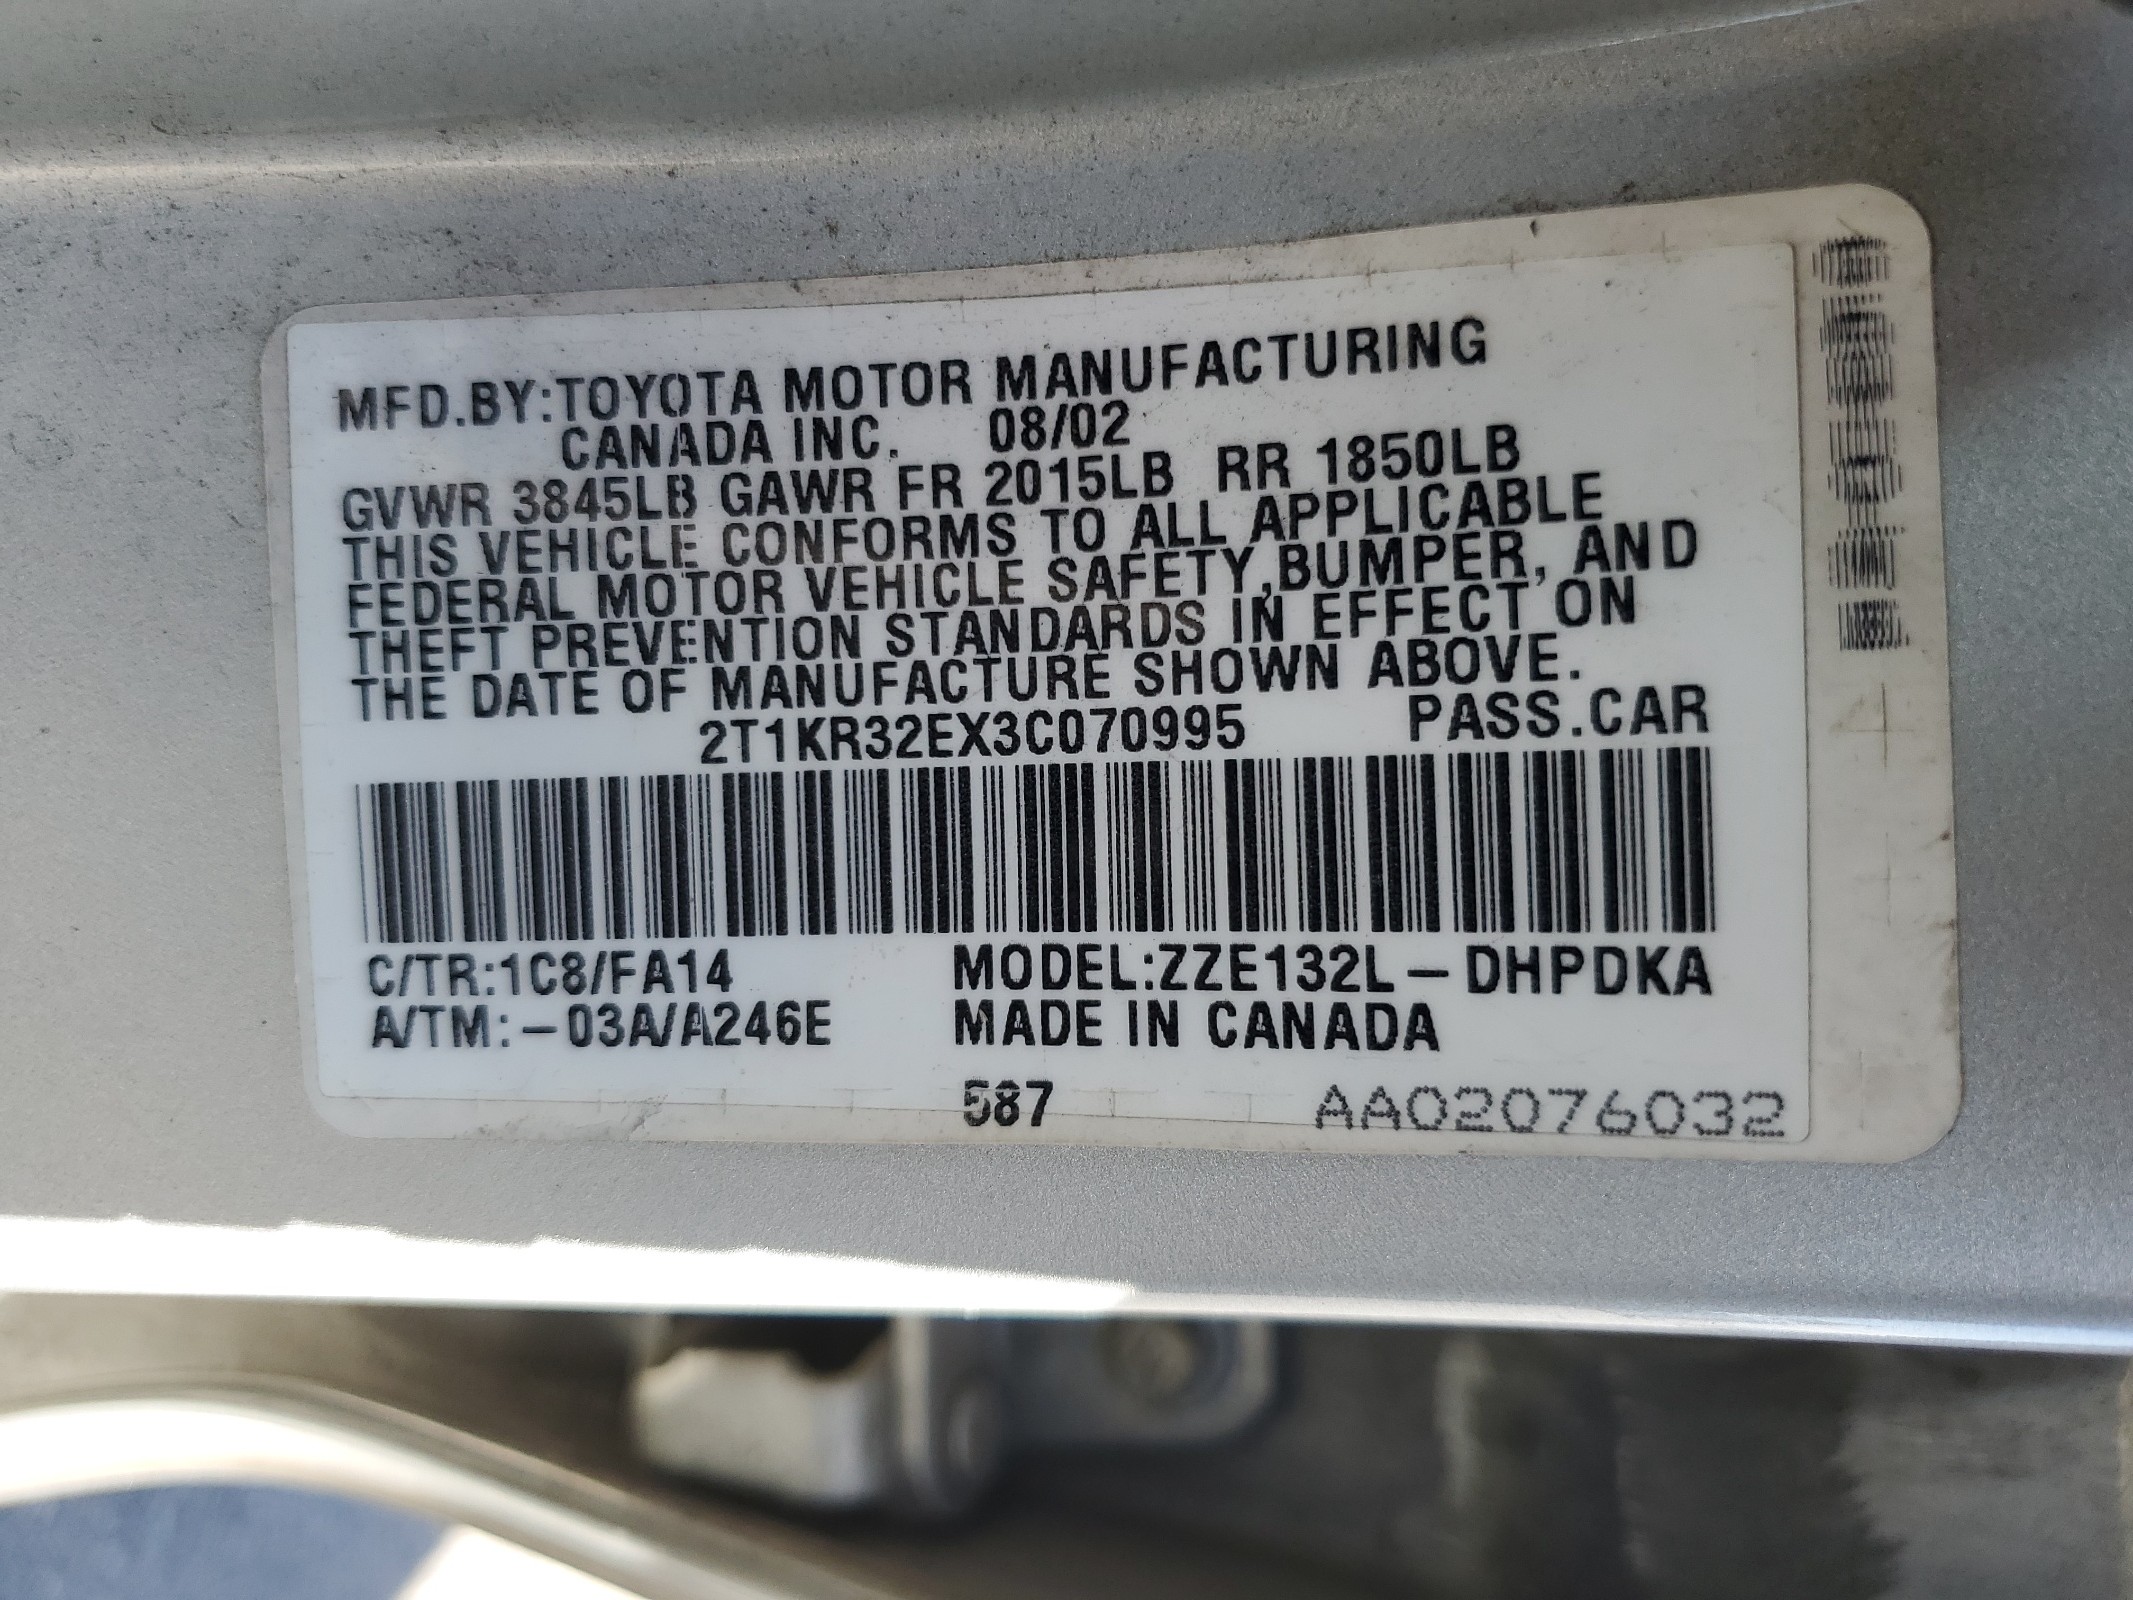 MFD.BY:TOYOTA MOTOR MANUFACTURING
CANADA INC. 08/02
GVWR 3845LB GAWR FR 2015LB RR 1850LB
THIS VEHICLE CONFORMS TO ALL APPLICABLE
FEDERAL MOTOR VEHICLE SAFETY,BUMPER, AND
THEFT PREVENTION STANDARDS IN EFFECT ON
THE DATE OF MANUFACTURE SHOWN ABOVE.
2T1KR32EX3C070995 PASS.CAR
C/TR:1C8/FA14 MODEL:ZZE132L-DHPDKA
A/TM:-03A/A246E MADE IN CANADA
587 AA02076032